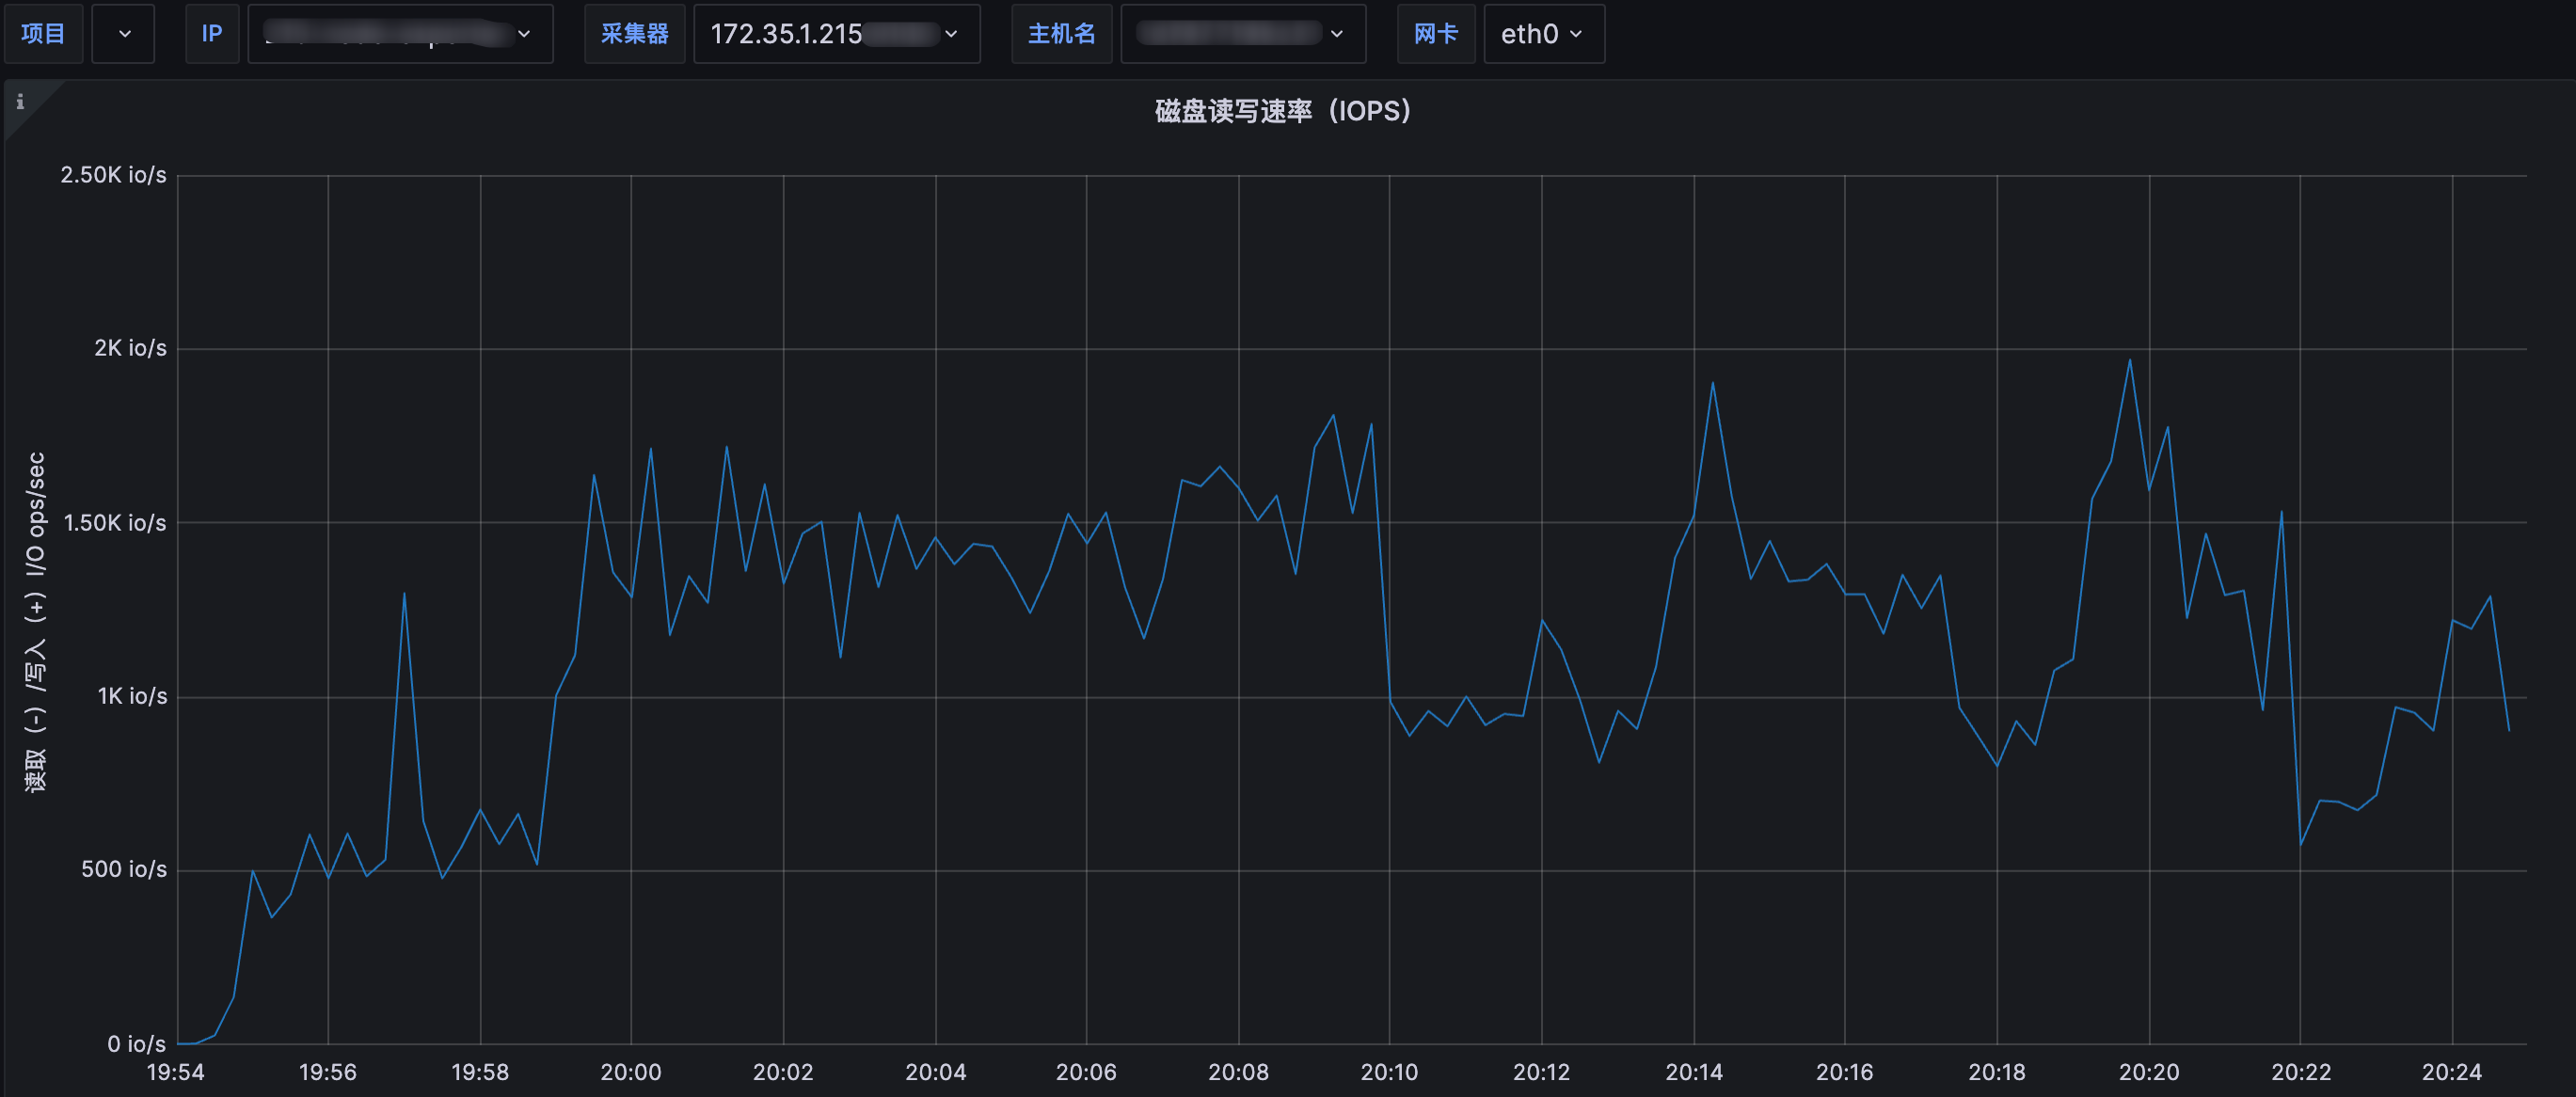 项目 IP 采集器 172.35.1.215 主机名 网卡 eth0
i
磁盘读写速率（IOPS）
读取（-）/写入（+） I/O ops/sec
2.50K io/s
2K io/s
1.50K io/s
1K io/s
500 io/s
0 io/s
19:54 19:56 19:58 20:00 20:02 20:04 20:06 20:08 20:10 20:12 20:14 20:16 20:18 20:20 20:22 20:24